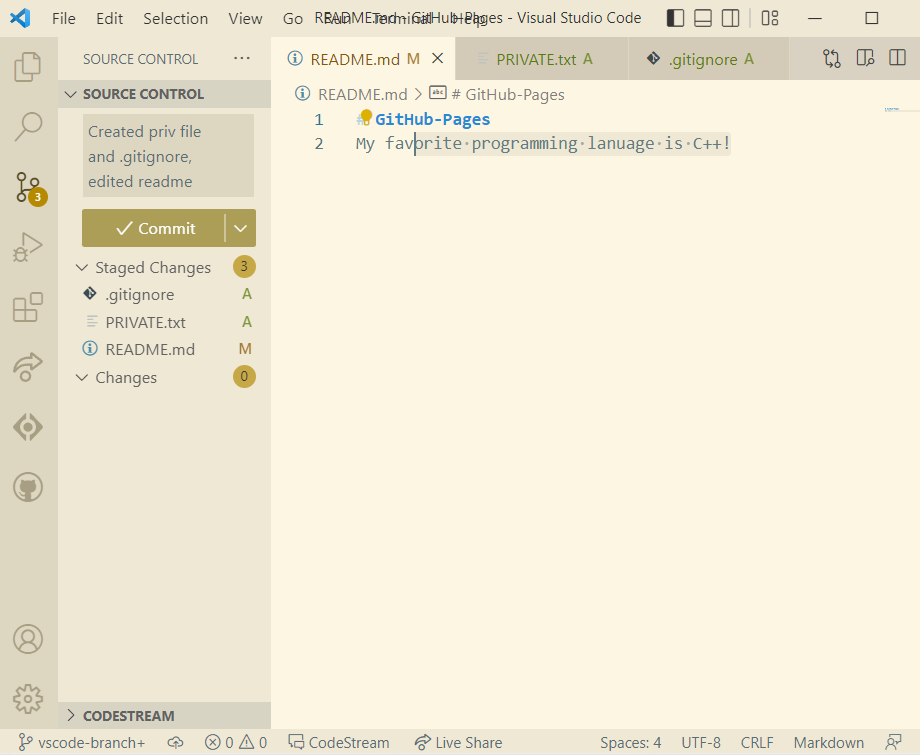 File Edit Selection View Go Run Terminal Help README.md - GitHub-Pages - Visual Studio Code
SOURCE CONTROL ···
README.md M
PRIVATE.txt A
.gitignore A
SOURCE CONTROL
README.md > abc # GitHub-Pages
Created priv file
and .gitignore,
edited readme
1 # GitHub-Pages
2 My favorite·programming·lanuage·is·C++!
3
Commit
Staged Changes 3
.gitignore A
PRIVATE.txt A
README.md M
Changes 0
CODESTREAM
vscode-branch+ 0 0 CodeStream Live Share Spaces: 4 UTF-8 CRLF Markdown